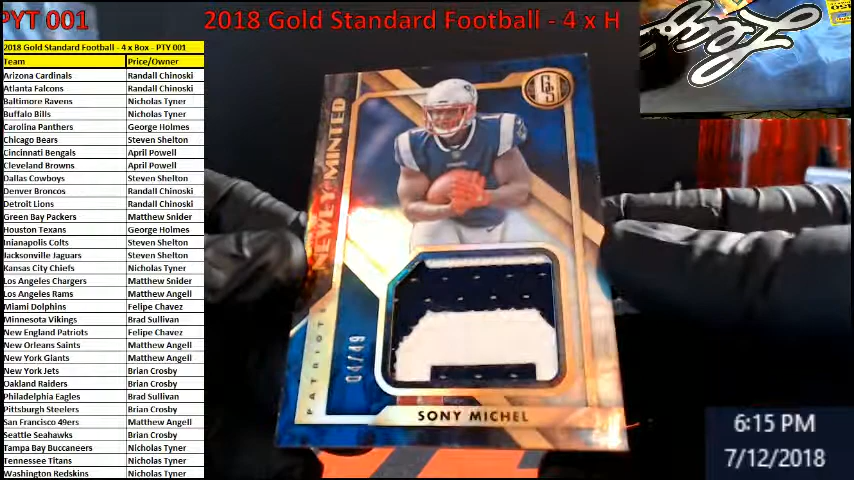 PYT 001
2018 Gold Standard Football - 4 x H
2018 Gold Standard Football - 4 x Box - PTY 001
Team Price/Owner
Arizona Cardinals Randall Chinoski
Atlanta Falcons Randall Chinoski
Baltimore Ravens Nicholas Tyner
Buffalo Bills Nicholas Tyner
Carolina Panthers George Holmes
Chicago Bears Steven Shelton
Cincinnati Bengals April Powell
Cleveland Browns April Powell
Dallas Cowboys Steven Shelton
Denver Broncos Randall Chinoski
Detroit Lions Randall Chinoski
Green Bay Packers Matthew Snider
Houston Texans George Holmes
Inianapolis Colts Steven Shelton
Jacksonville Jaguars Steven Shelton
Kansas City Chiefs Nicholas Tyner
Los Angeles Chargers Matthew Snider
Los Angeles Rams Matthew Angell
Miami Dolphins Felipe Chavez
Minnesota Vikings Brad Sullivan
New England Patriots Felipe Chavez
New Orleans Saints Matthew Angell
New York Giants Matthew Angell
New York Jets Brian Crosby
Oakland Raiders Brian Crosby
Philadelphia Eagles Brad Sullivan
Pittsburgh Steelers Brian Crosby
San Francisco 49ers Matthew Angell
Seattle Seahawks Brian Crosby
Tampa Bay Buccaneers Nicholas Tyner
Tennessee Titans Nicholas Tyner
Washington Redskins Nicholas Tyner
NEWLY MINTED
GS
PATRIOTS
04/49
SONY MICHEL
6:15 PM
7/12/2018